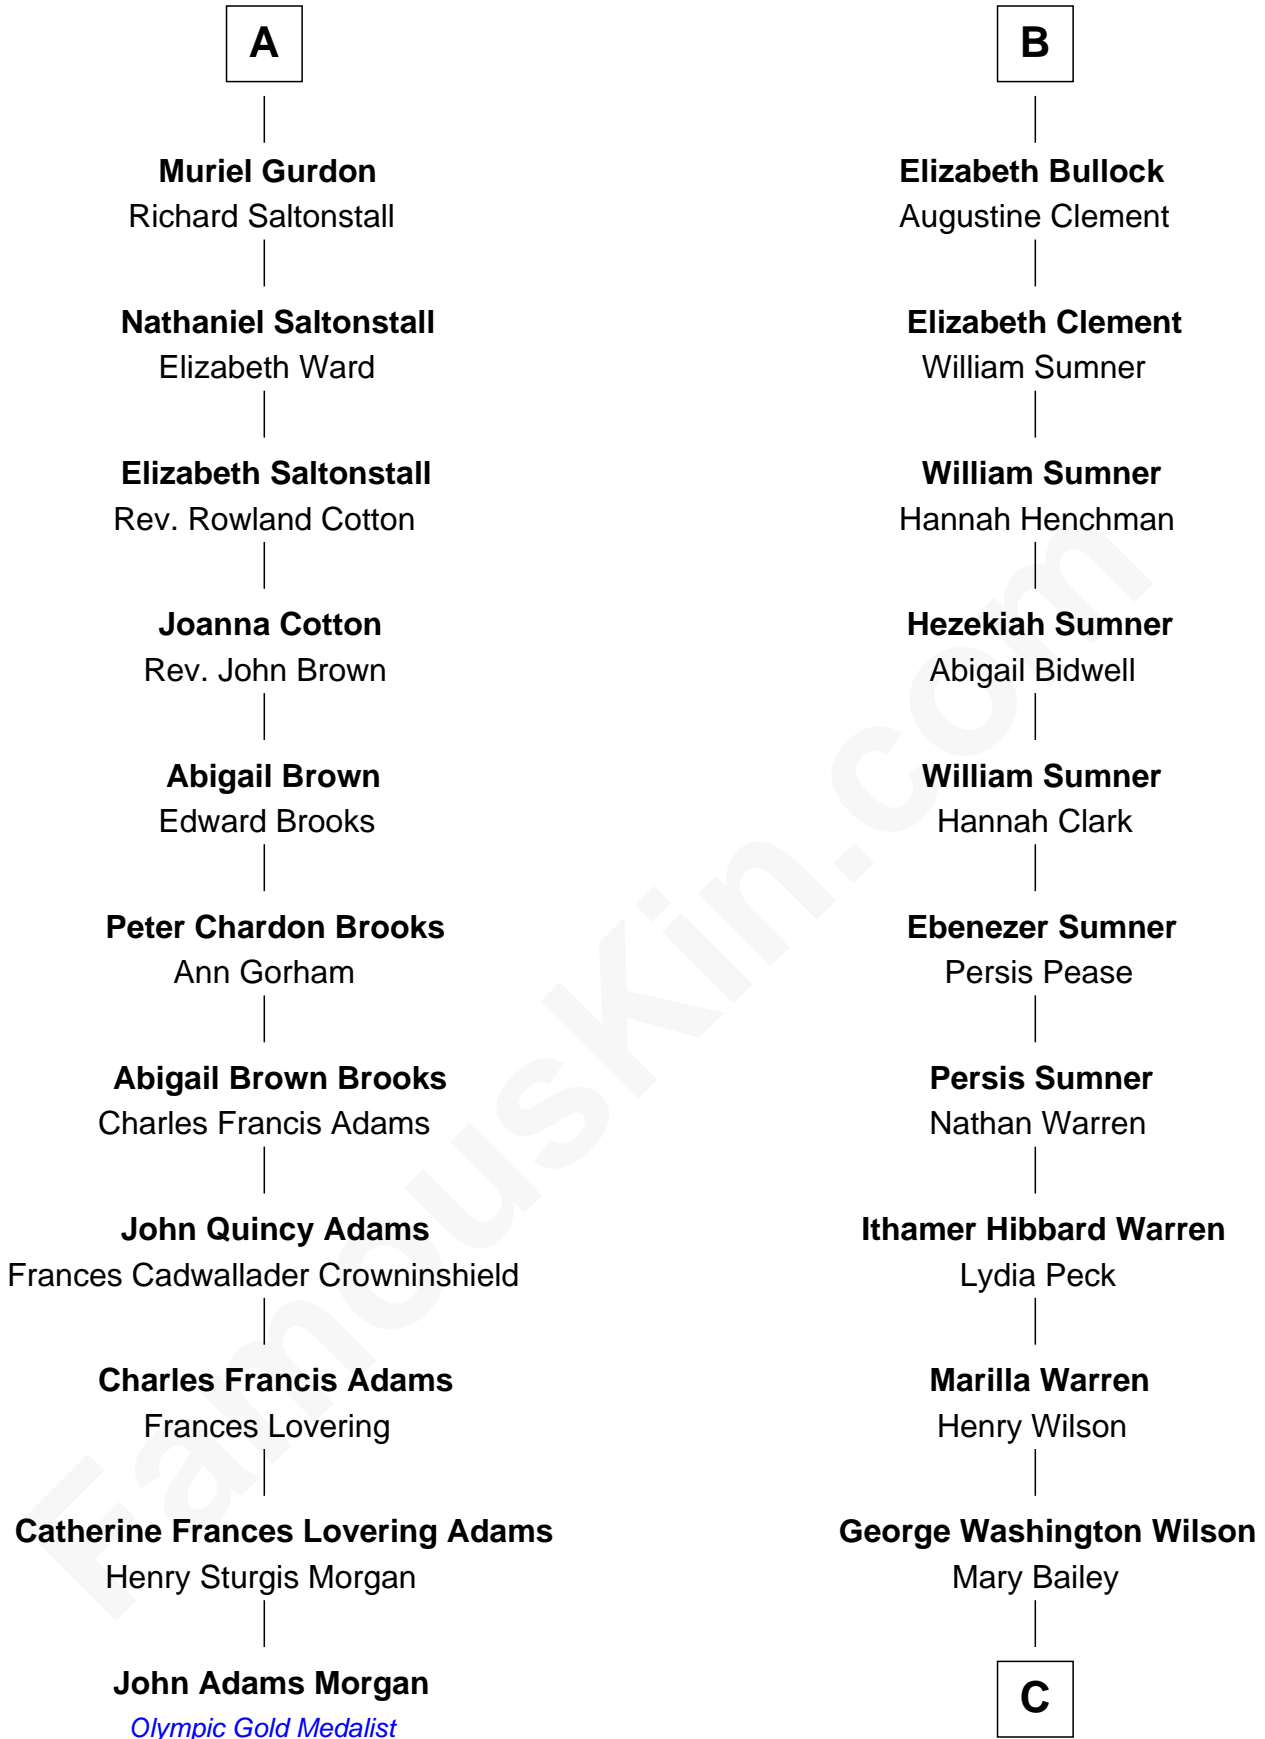 A
Muriel Gurdon
Richard Saltonstall
Nathaniel Saltonstall
Elizabeth Ward
Elizabeth Saltonstall
Rev. Rowland Cotton
Joanna Cotton
Rev. John Brown
Abigail Brown
Edward Brooks
Peter Chardon Brooks
Ann Gorham
Abigail Brown Brooks
Charles Francis Adams
John Quincy Adams
Frances Cadwallader Crowninshield
Charles Francis Adams
Frances Lovering
Catherine Frances Lovering Adams
Henry Sturgis Morgan
John Adams Morgan
Olympic Gold Medalist
B
Elizabeth Bullock
Augustine Clement
Elizabeth Clement
William Sumner
William Sumner
Hannah Henchman
Hezekiah Sumner
Abigail Bidwell
William Sumner
Hannah Clark
Ebenezer Sumner
Persis Pease
Persis Sumner
Nathan Warren
Ithamer Hibbard Warren
Lydia Peck
Marilla Warren
Henry Wilson
George Washington Wilson
Mary Bailey
C
FamousKin.com